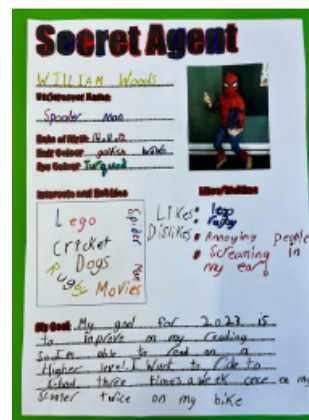 Secret Agent
WILLIAM Woods
Undercover Name:
Spooder Man
Date of Birth:
Hair Colour:
Eye Colour: Turquod
Interests and Hobbies
Lego
Spider Man
Cricket
Dogs
Rugby
Movies
Likes:
lego
rugby
Dislikes:
Annoying people
Screaming in
my ear!
My Goal: My goal for 2023 is
to improve on my reading
so I'm able to read on a
Higher level. I want to ride to
School three times a week once on my
Scooter twice on my bike